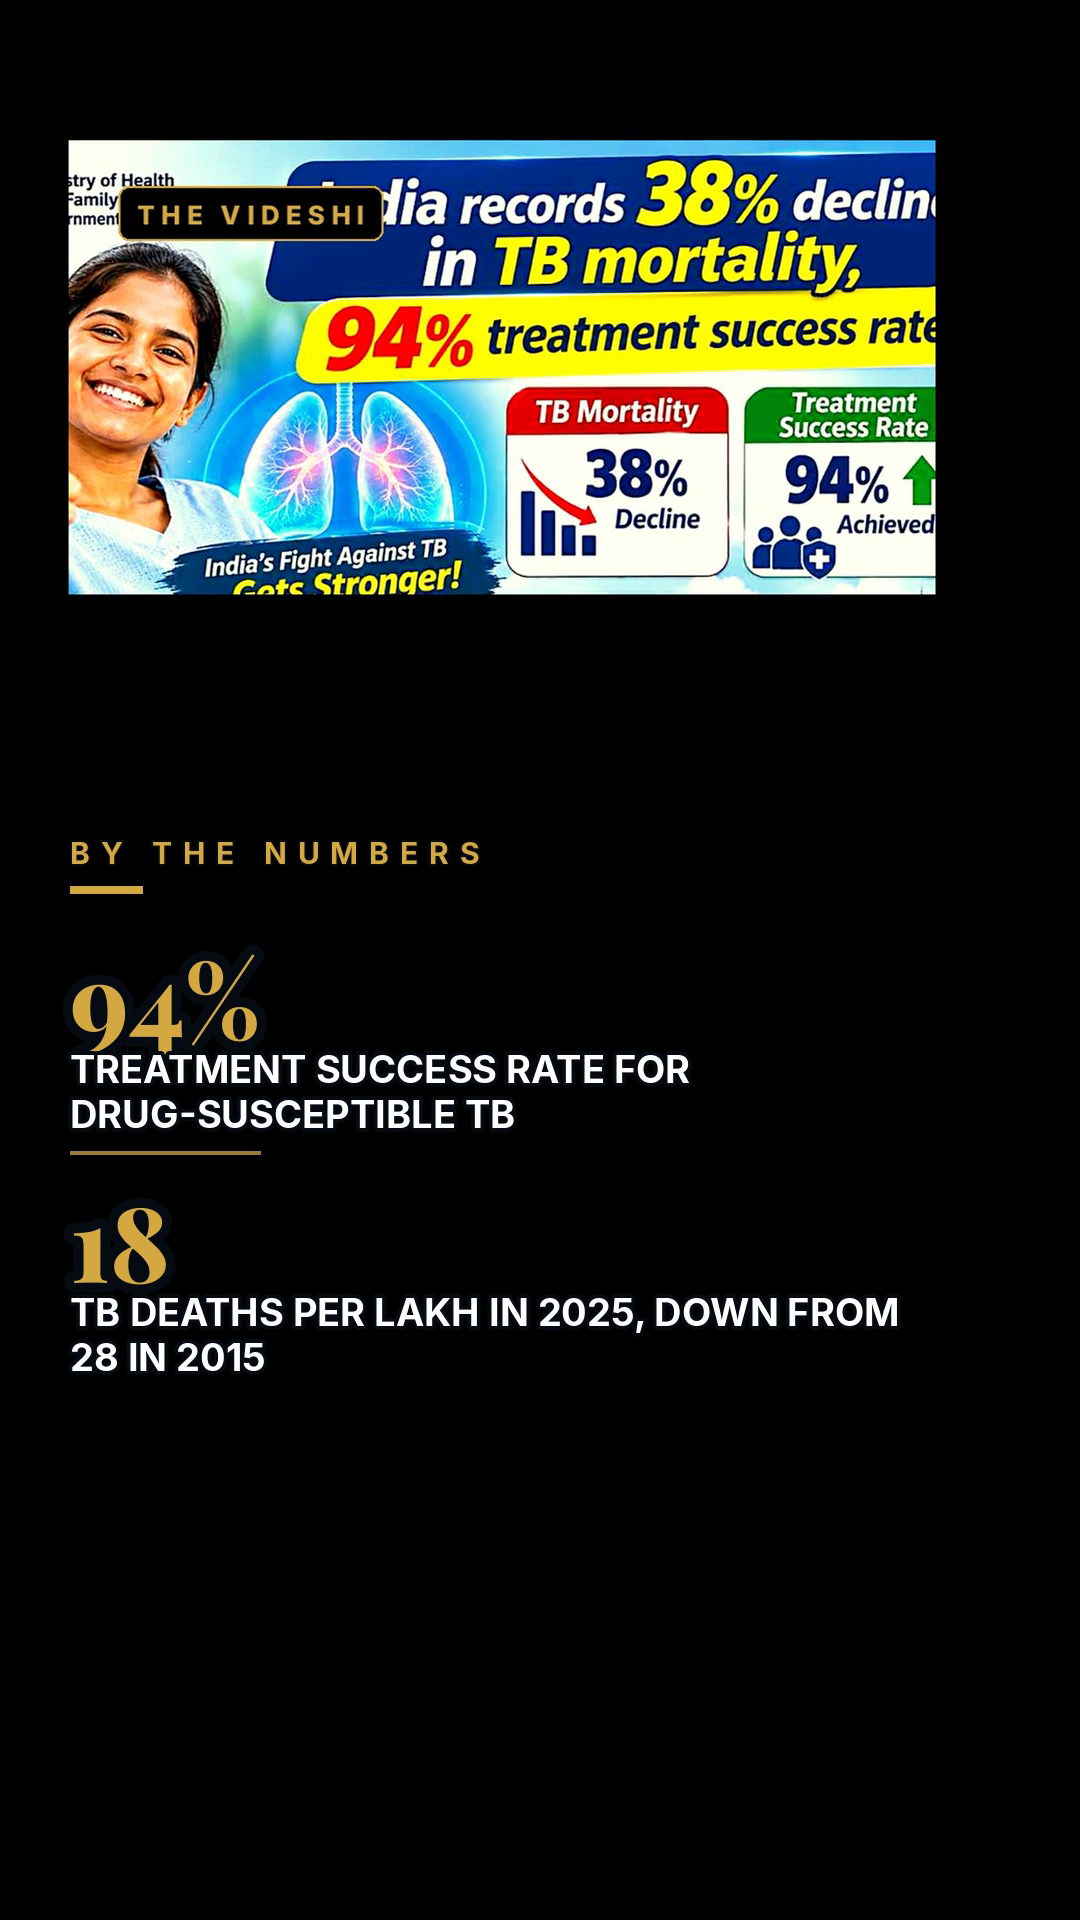 stry of Health
Family
rnment
THE VIDESHI
dia records 38% declin
in TB mortality,
94% treatment success rate
TB Mortality
38%
Decline
Treatment
Success Rate
94%
Achieved
India's Fight Against TB
Gets Stronger!
BY THE NUMBERS
94%
TREATMENT SUCCESS RATE FOR
DRUG-SUSCEPTIBLE TB
18
TB DEATHS PER LAKH IN 2025, DOWN FROM
28 IN 2015